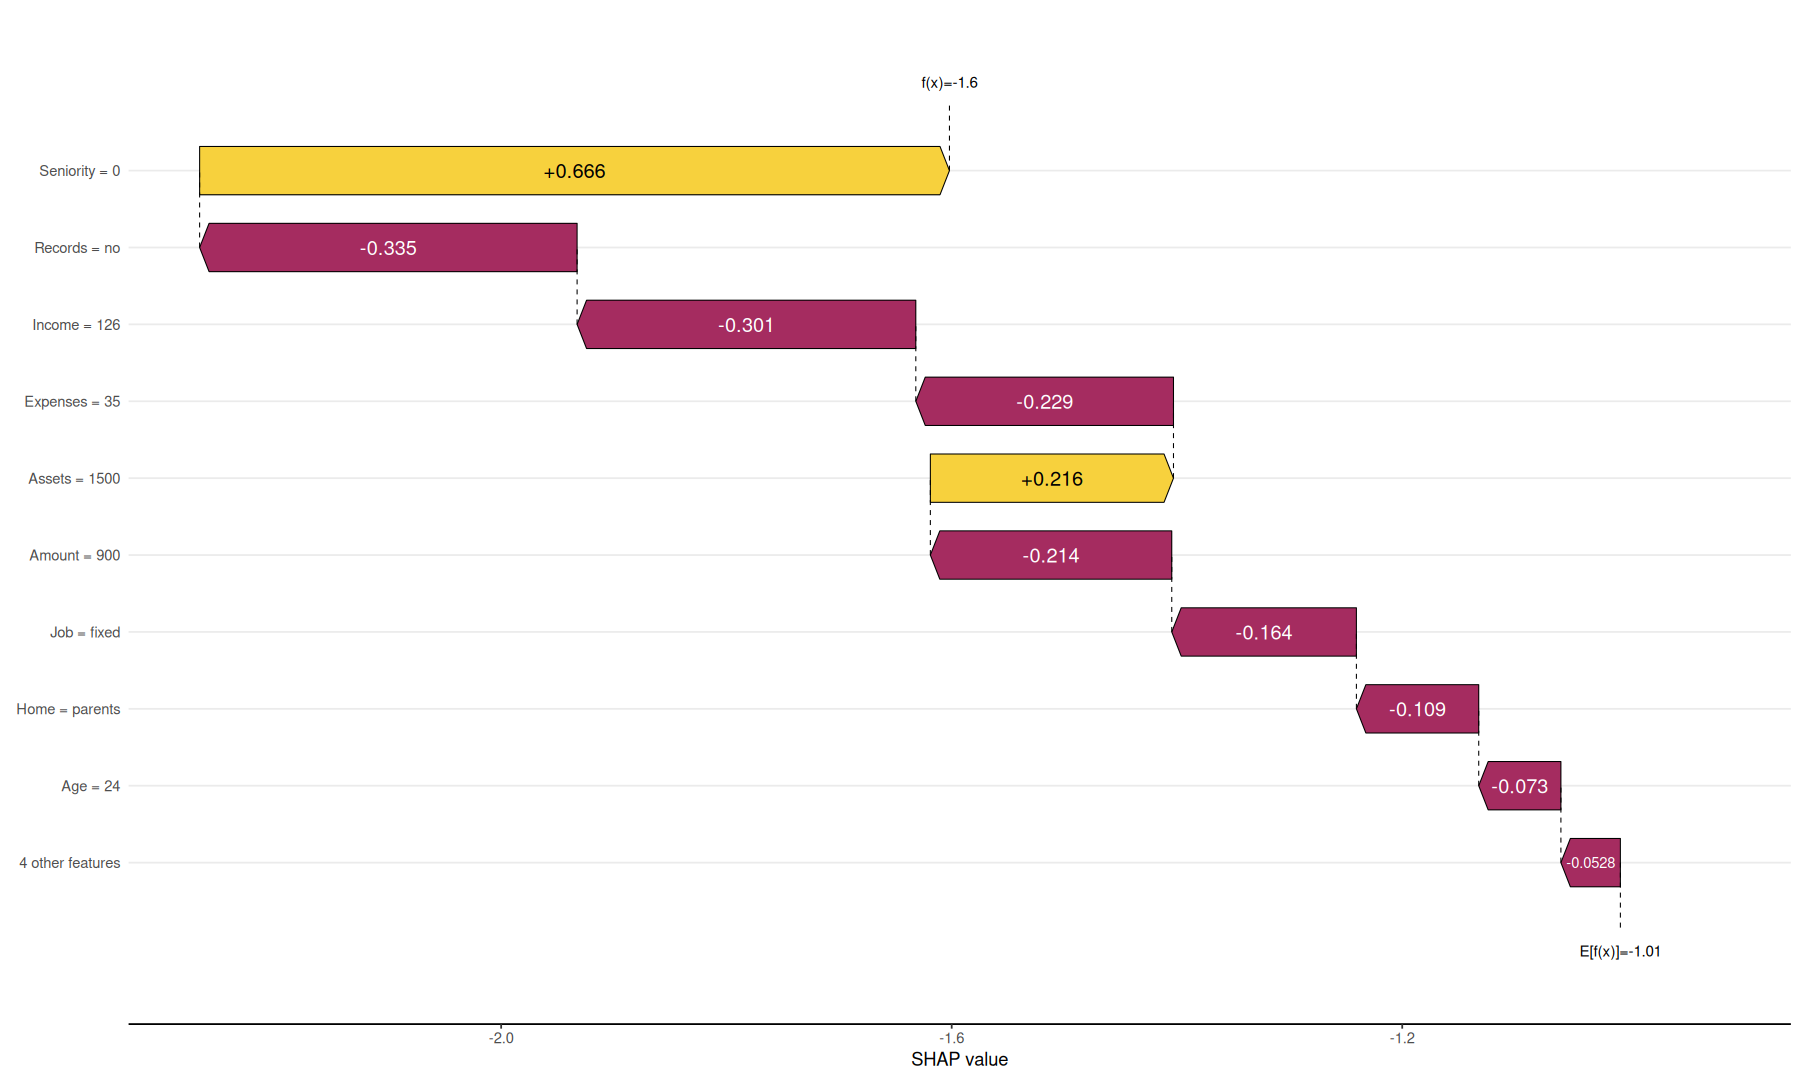 f(x)=-1.6
Seniority = 0
+0.666
Records = no
-0.335
Income = 126
-0.301
Expenses = 35
-0.229
Assets = 1500
+0.216
Amount = 900
-0.214
Job = fixed
-0.164
Home = parents
-0.109
Age = 24
-0.073
4 other features
-0.0528
E[f(x)]=-1.01
-2.0
-1.6
-1.2
SHAP value